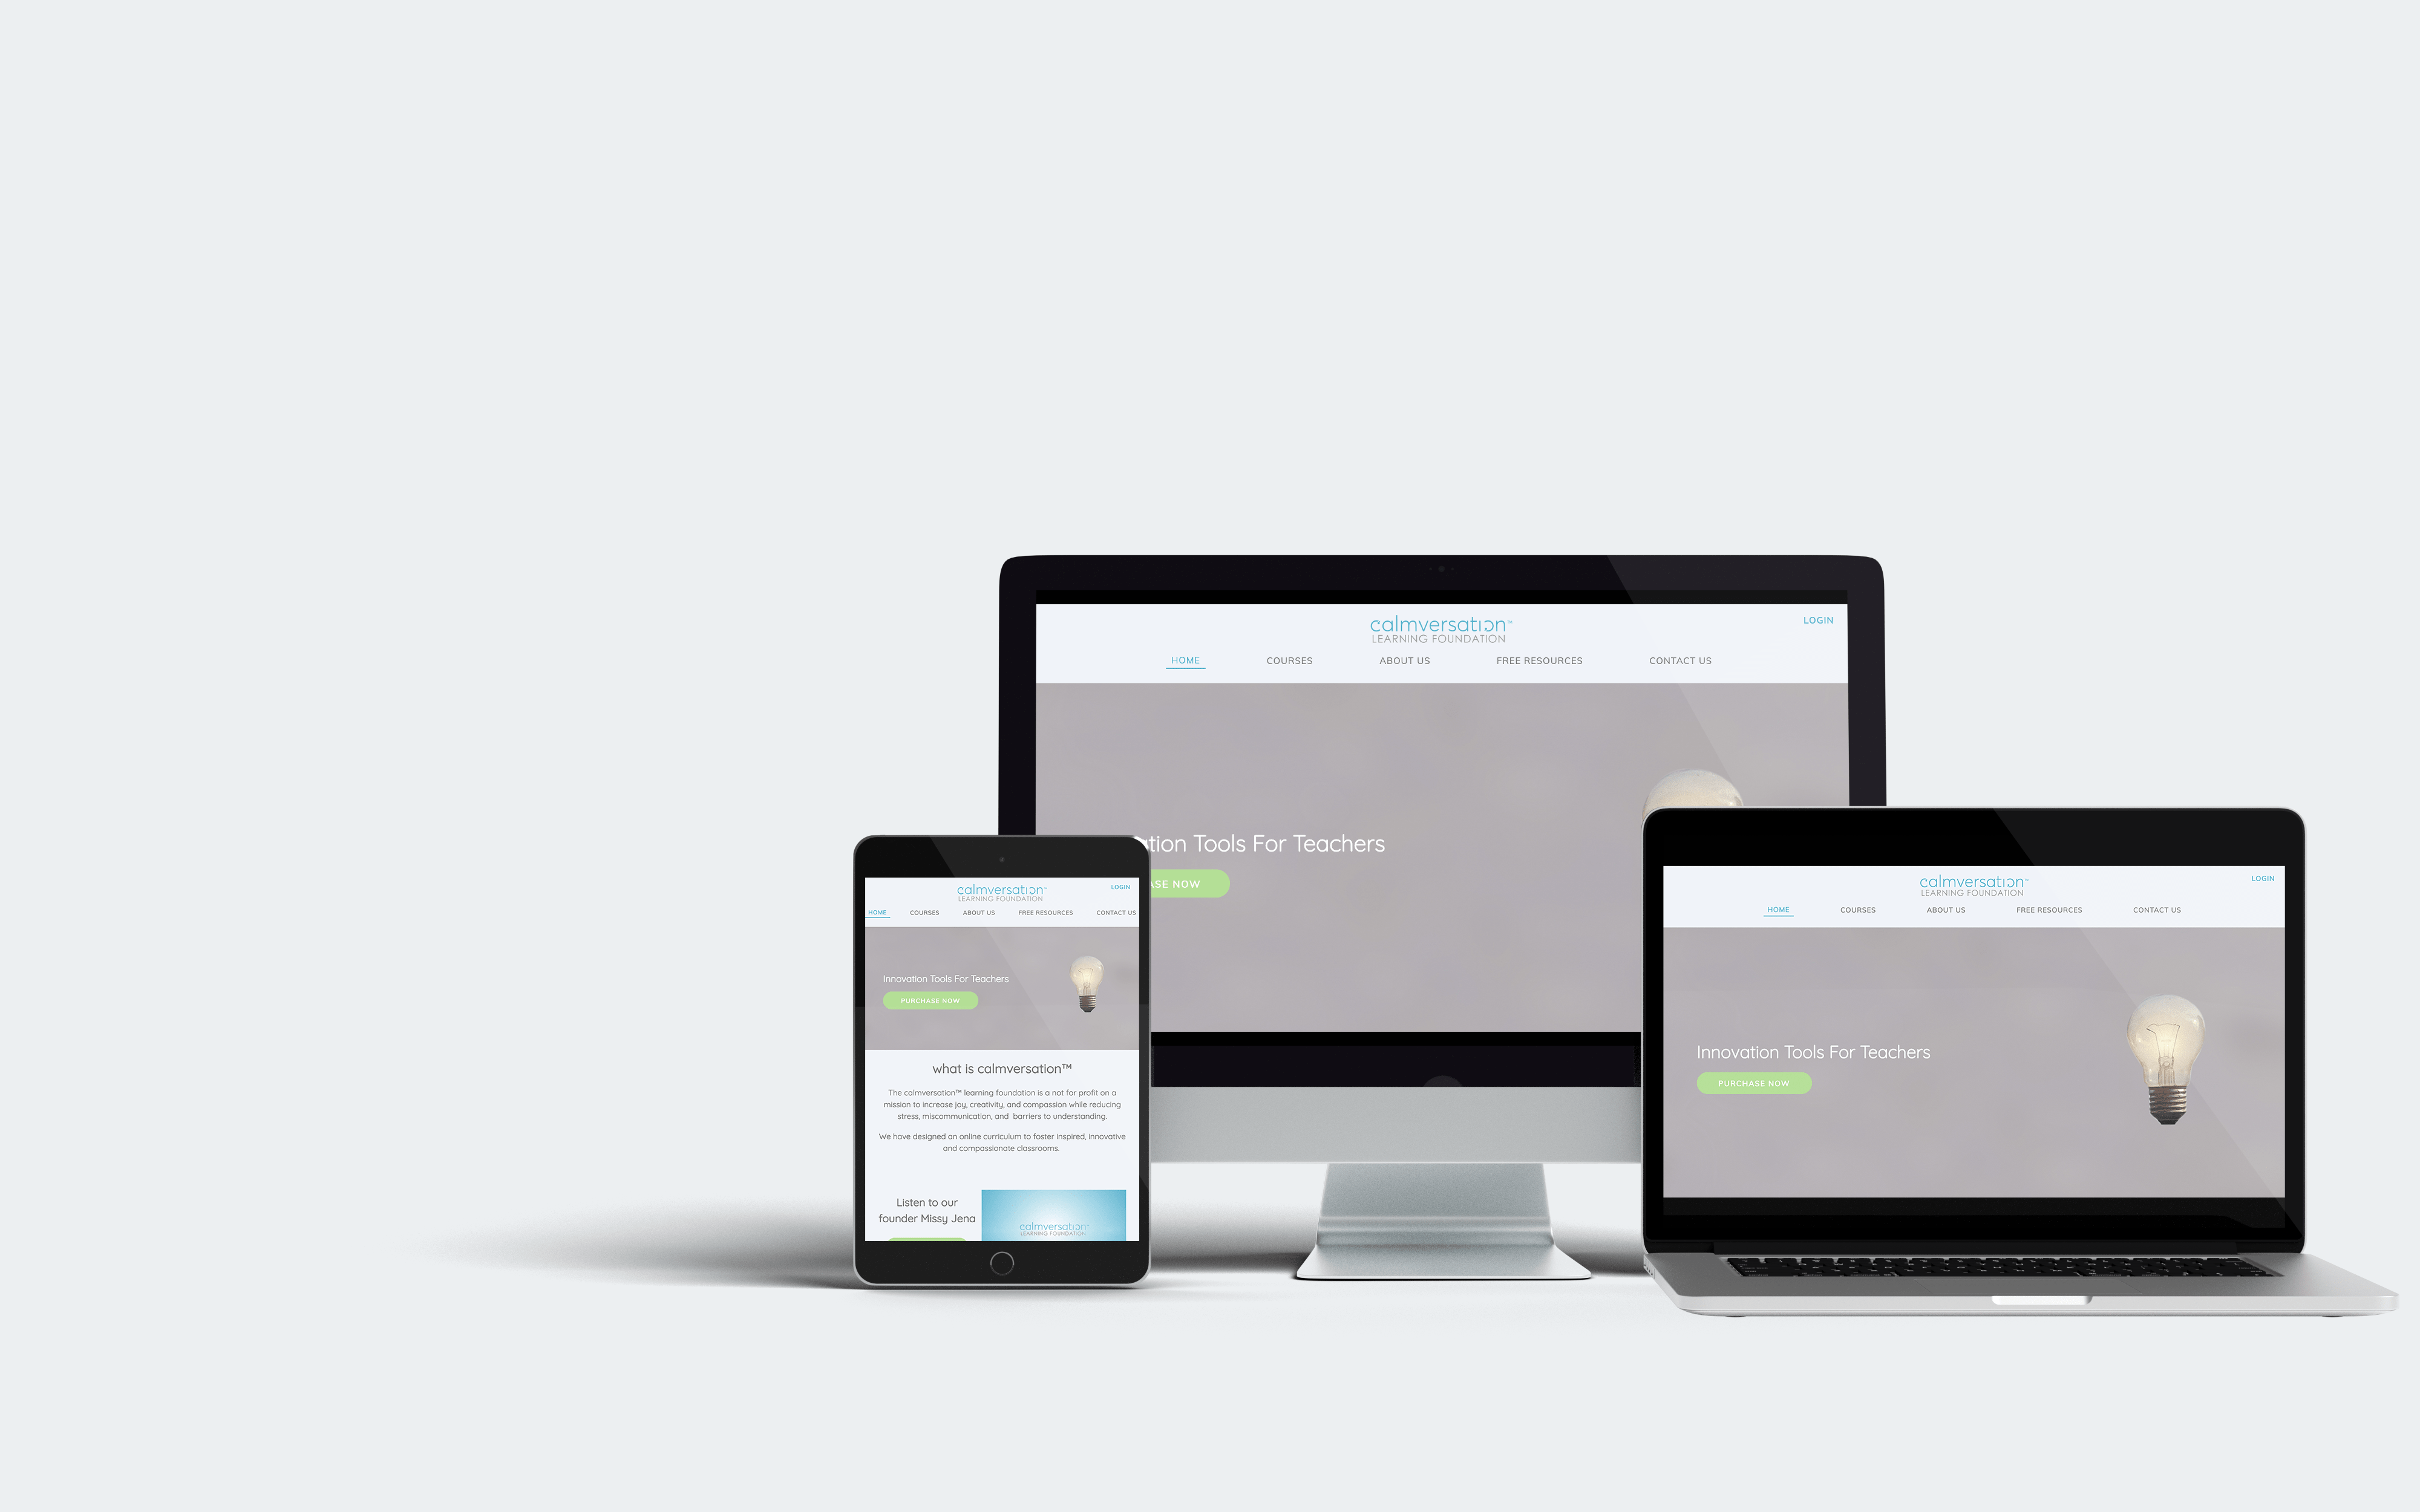 calmversation™
LEARNING FOUNDATION
LOGIN
HOME COURSES ABOUT US FREE RESOURCES CONTACT US
Tools For Teachers
NOW
calmversation™
LEARNING FOUNDATION
LOGIN
HOME COURSES ABOUT US FREE RESOURCES CONTACT US
Innovation Tools For Teachers
PURCHASE NOW
what is calmversation™
The calmversation™ learning foundation is a not for profit on a
mission to increase joy, creativity, and compassion while reducing
stress, miscommunication, and barriers to understanding.
We have designed an online curriculum to foster inspired, innovative
and compassionate classrooms.
Listen to our
founder Missy Jena
calmversation
LEARNING FOUNDATION
calmversation™
LEARNING FOUNDATION
LOGIN
HOME COURSES ABOUT US FREE RESOURCES CONTACT US
Innovation Tools For Teachers
PURCHASE NOW